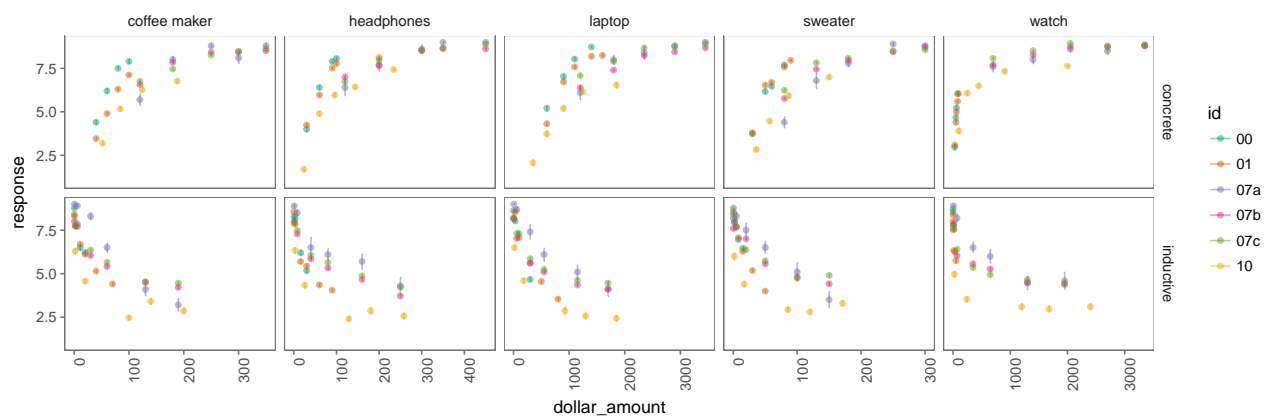 coffee maker headphones laptop sweater watch
7.5
5.0
2.5
concrete
response
7.5
5.0
2.5
inductive
0 100 200 300 0 100 200 300 400 0 1000 2000 3000 0 100 200 300 0 1000 2000 3000
dollar_amount
id
00
01
07a
07b
07c
10